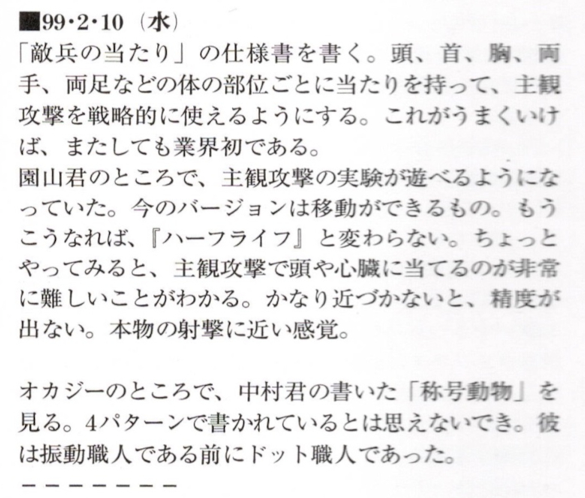 ■99・2・10（水）
「敵兵の当たり」の仕様書を書く。頭、首、胸、両
手、両足などの体の部位ごとに当たりを持って、主観
攻撃を戦略的に使えるようにする。これがうまくいけ
ば、またしても業界初である。
園山君のところで、主観攻撃の実験が遊べるようにな
っていた。今のバージョンは移動ができるもの。もう
こうなれば、『ハーフライフ』と変わらない。ちょっと
やってみると、主観攻撃で頭や心臓に当てるのが非常
に難しいことがわかる。かなり近づかないと、精度が
出ない。本物の射撃に近い感覚。
オカジーのところで、中村君の書いた「称号動物」を
見る。4パターンで書かれているとは思えないでき。彼
は振動職人である前にドット職人であった。
－－－－－－－